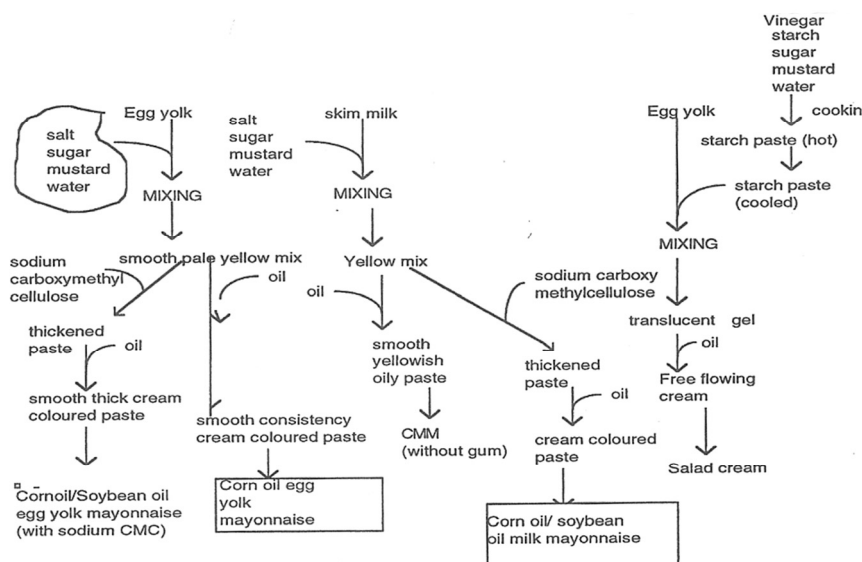 Vinegar
starch
sugar
mustard
water
cookin
starch paste (hot)
starch paste
(cooled)
Egg yolk
MIXING
translucent gel
oil
Free flowing
cream
Salad cream
Egg yolk
salt
sugar
mustard
water
MIXING
smooth pale yellow mix
sodium
carboxymethyl
cellulose
thickened
paste
oil
smooth thick cream
coloured paste
Cornoil/Soybean oil
egg yolk mayonnaise
(with sodium CMC)
oil
smooth consistency
cream coloured paste
Corn oil egg
yolk
mayonnaise
skim milk
salt
sugar
mustard
water
MIXING
Yellow mix
oil
smooth
yellowish
oily paste
CMM
(without gum)
sodium carboxy
methylcellulose
thickened
paste
oil
cream coloured
paste
Corn oil/ soybean
oil milk mayonnaise